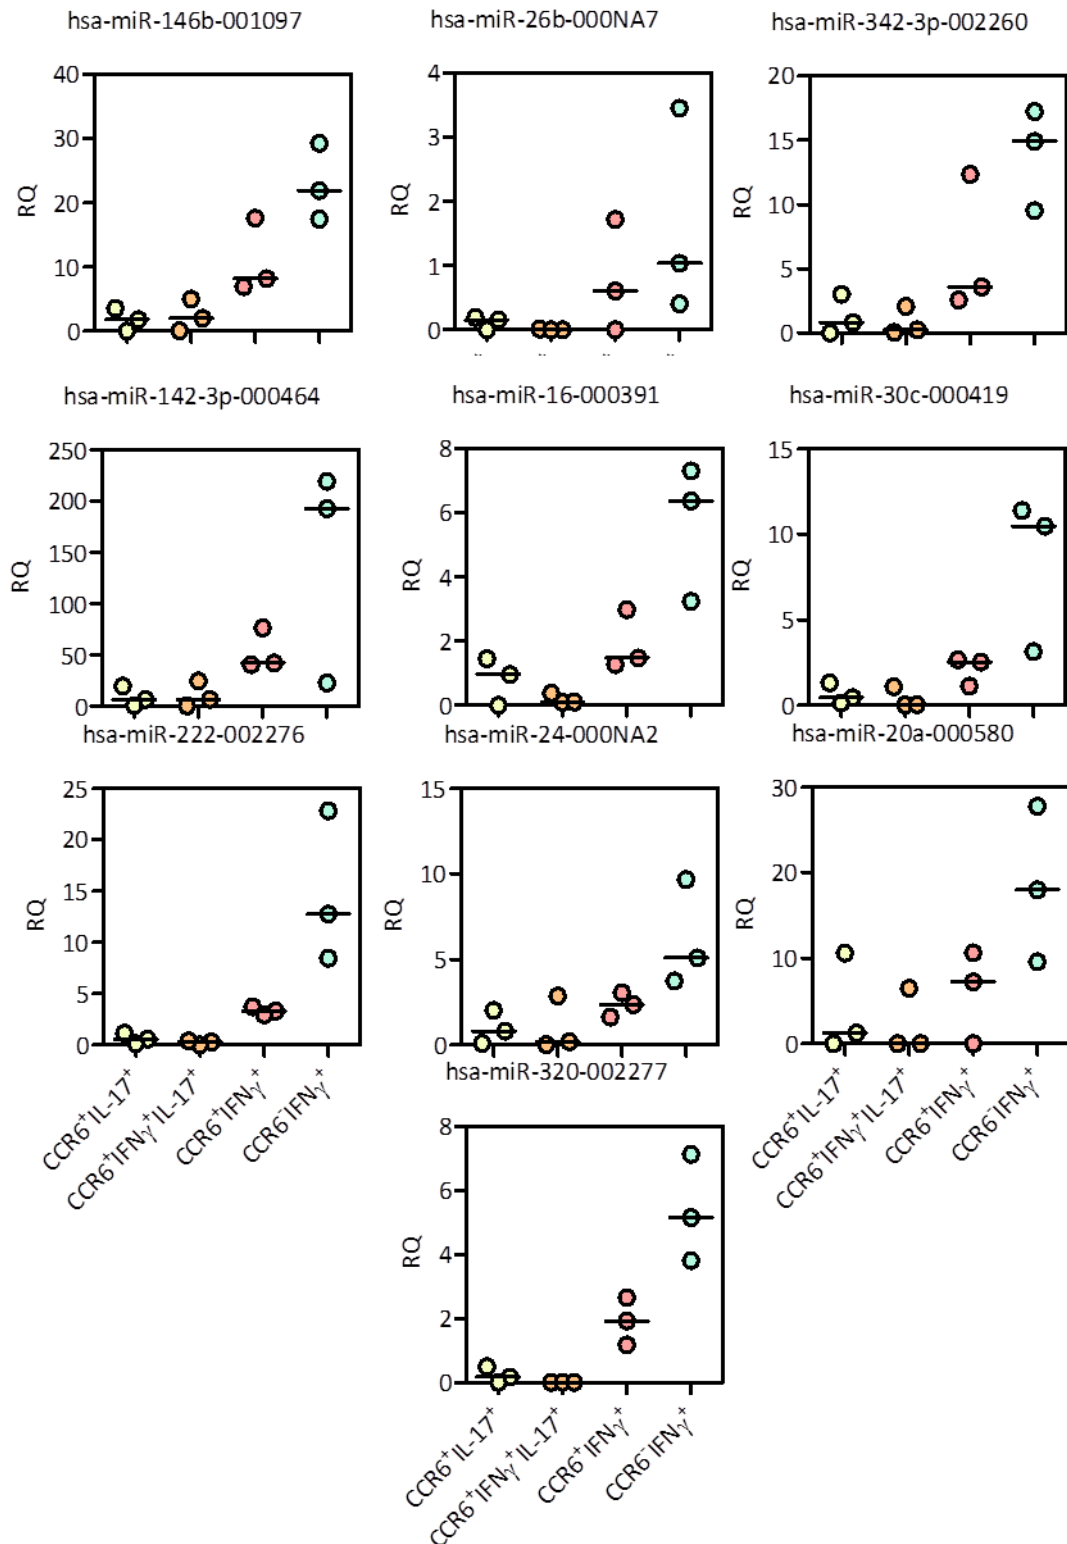 hsa-miR-146b-001097
hsa-miR-26b-000NA7
hsa-miR-342-3p-002260
40
30
20
10
0
RQ
4
3
2
1
0
RQ
20
15
10
5
0
RQ
hsa-miR-142-3p-000464
hsa-miR-16-000391
hsa-miR-30c-000419
250
200
150
100
50
0
RQ
8
6
4
2
0
RQ
15
10
5
0
RQ
hsa-miR-222-002276
hsa-miR-24-000NA2
hsa-miR-20a-000580
25
20
15
10
5
0
RQ
15
10
5
0
RQ
30
20
10
0
RQ
CCR6⁺IL-17⁺
CCR6⁺IFNγ⁺IL-17⁺
CCR6⁺IFNγ⁺
CCR6⁻IFNγ⁺
CCR6⁺IL-17⁺
CCR6⁺IFNγ⁺IL-17⁺
CCR6⁺IFNγ⁺
CCR6⁻IFNγ⁺
hsa-miR-320-002277
8
6
4
2
0
RQ
CCR6⁺IL-17⁺
CCR6⁺IFNγ⁺IL-17⁺
CCR6⁺IFNγ⁺
CCR6⁻IFNγ⁺